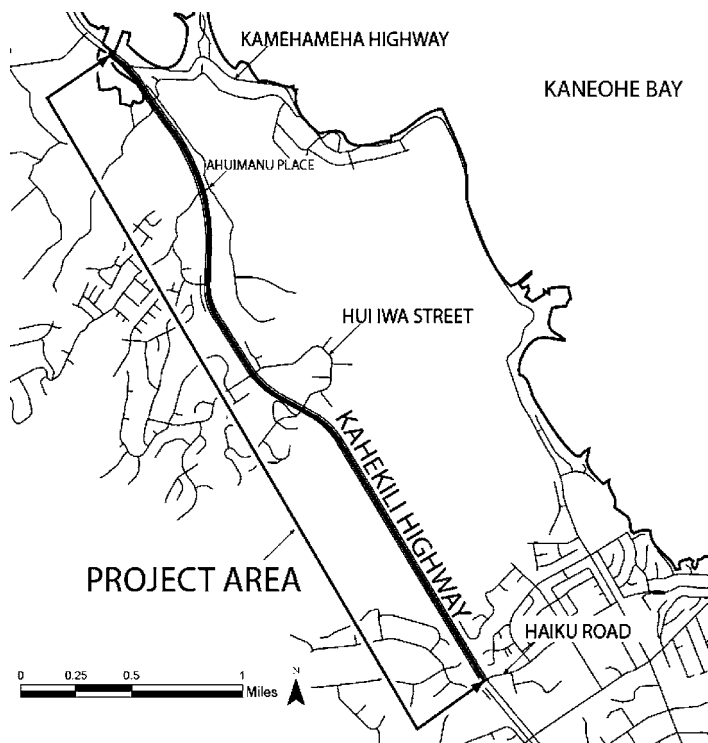 KAMEHAMEHA HIGHWAY
KANEOHE BAY
AHUIMANU PLACE
HUI IWA STREET
KAHEKILI HIGHWAY
PROJECT AREA
HAIKU ROAD
0 0.25 0.5 1
Miles
N